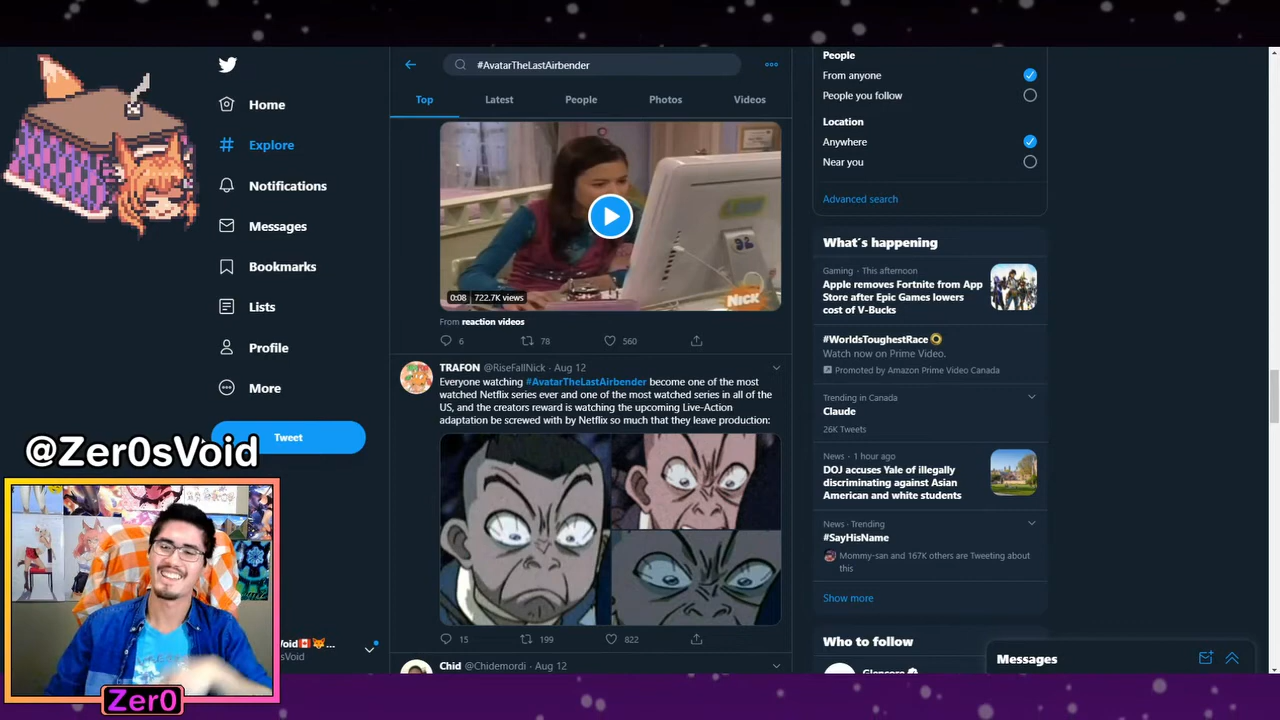 #AvatarTheLastAirbender
Top
Latest
People
Photos
Videos
Home
Explore
Notifications
Messages
Bookmarks
Lists
Profile
More
Tweet
@Zer0sVoid
Zer0
Void🇨🇦🦊...
sVoid
92
NICK
0:08
722.7K views
From reaction videos
6
78
560
TRAFON @RiseFallNick · Aug 12
Everyone watching #AvatarTheLastAirbender become one of the most
watched Netflix series ever and one of the most watched series in all of the
US, and the creators reward is watching the upcoming Live-Action
adaptation be screwed with by Netflix so much that they leave production:
15
199
822
Chid @Chidemordi · Aug 12
People
From anyone
People you follow
Location
Anywhere
Near you
Advanced search
What's happening
Gaming · This afternoon
Apple removes Fortnite from App
Store after Epic Games lowers
cost of V-Bucks
#WorldsToughestRace
Watch now on Prime Video.
Promoted by Amazon Prime Video Canada
Trending in Canada
Claude
26K Tweets
News · 1 hour ago
DOJ accuses Yale of illegally
discriminating against Asian
American and white students
News · Trending
#SayHisName
Mommy-san and 167K others are Tweeting about
this
Show more
Who to follow
Glencore
Messages